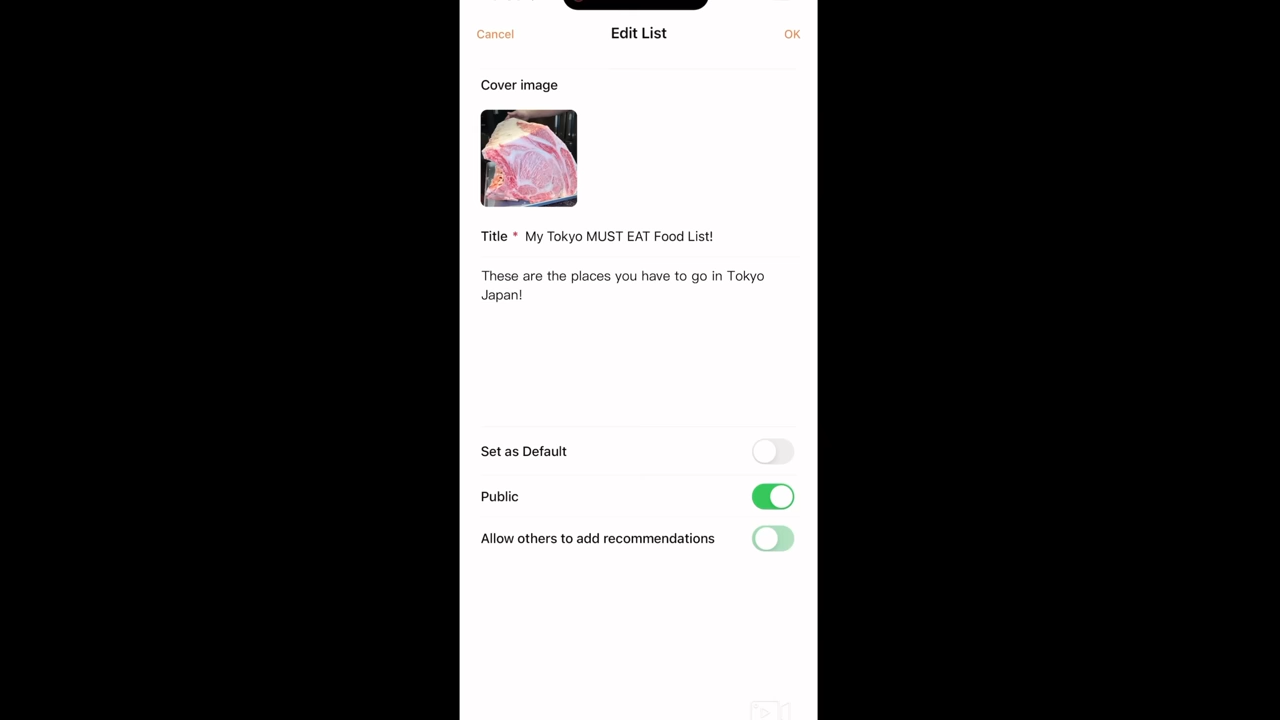 Cancel
Edit List
OK
Cover image
Title * My Tokyo MUST EAT Food List!
These are the places you have to go in Tokyo
Japan!
Set as Default
Public
Allow others to add recommendations